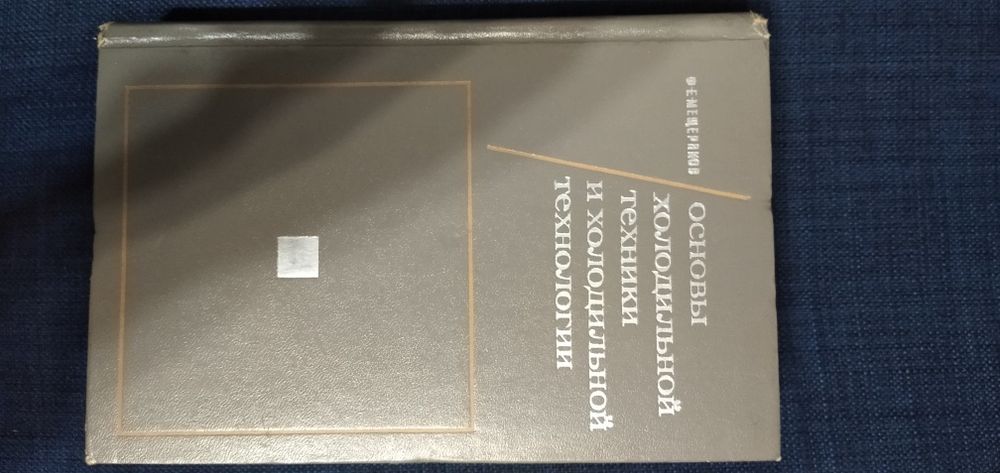 Ф·Е·МЕЩЕРЯКОВ
ОСНОВЫ
ХОЛОДИЛЬНОЙ
ТЕХНИКИ
И ХОЛОДИЛЬНОЙ
ТЕХНОЛОГИИ